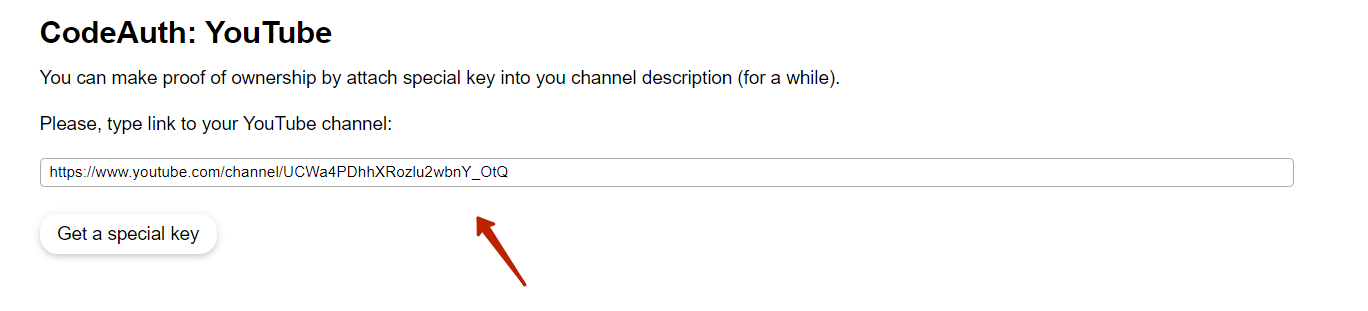 CodeAuth: YouTube
You can make proof of ownership by attach special key into you channel description (for a while).
Please, type link to your YouTube channel:
https://www.youtube.com/channel/UCWa4PDhhXRozlu2wbnY_OtQ
Get a special key